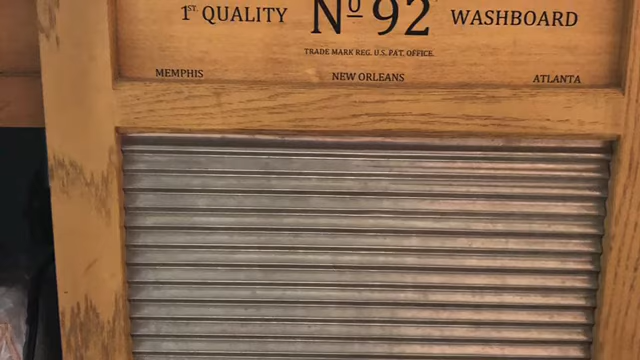 1ST. QUALITY Nº 92 WASHBOARD
TRADE MARK REG. U.S. PAT. OFFICE.
MEMPHIS NEW ORLEANS ATLANTA